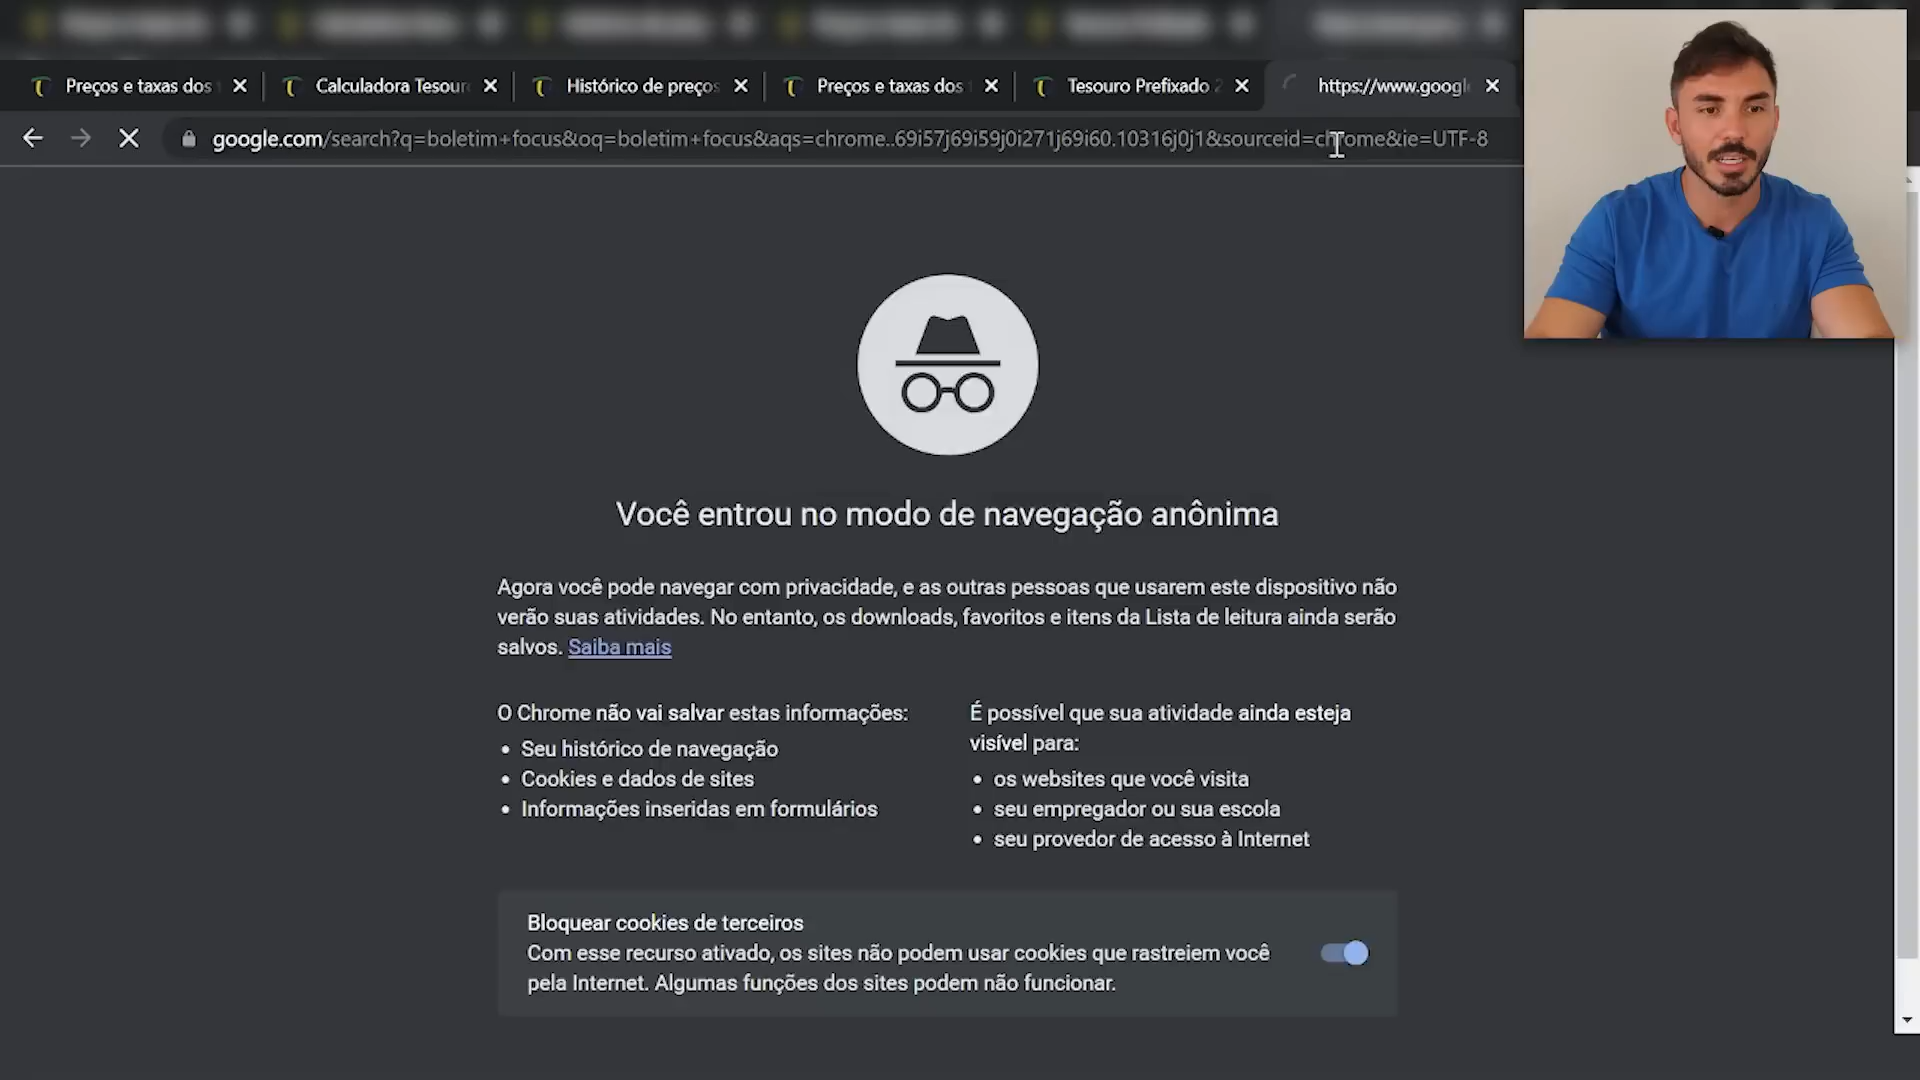 Preços e taxas dos
Calculadora Tesour
Histórico de preços
Preços e taxas dos
Tesouro Prefixado 2
https://www.googl
google.com/search?q=boletim+focus&oq=boletim+focus&aqs=chrome..69i57j69i59j0i271j69i60.10316j0j1&sourceid=chrome&ie=UTF-8
Você entrou no modo de navegação anônima
Agora você pode navegar com privacidade, e as outras pessoas que usarem este dispositivo não
verão suas atividades. No entanto, os downloads, favoritos e itens da Lista de leitura ainda serão
salvos. Saiba mais
O Chrome não vai salvar estas informações:
• Seu histórico de navegação
• Cookies e dados de sites
• Informações inseridas em formulários
É possível que sua atividade ainda esteja
visível para:
• os websites que você visita
• seu empregador ou sua escola
• seu provedor de acesso à Internet
Bloquear cookies de terceiros
Com esse recurso ativado, os sites não podem usar cookies que rastreiem você
pela Internet. Algumas funções dos sites podem não funcionar.